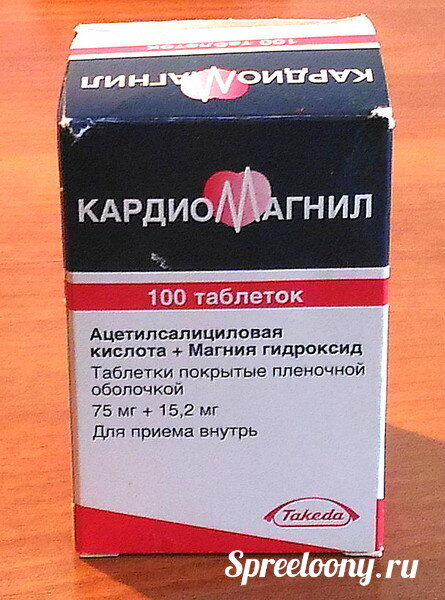 100 таблеток
КАРДИОМАГНИЛ
КАРДИОМАГНИЛ
100 таблеток
Ацетилсалициловая
кислота + Магния гидроксид
Таблетки покрытые пленочной
оболочкой
75 мг + 15,2 мг
Для приема внутрь
Takeda
Spreeloony.ru